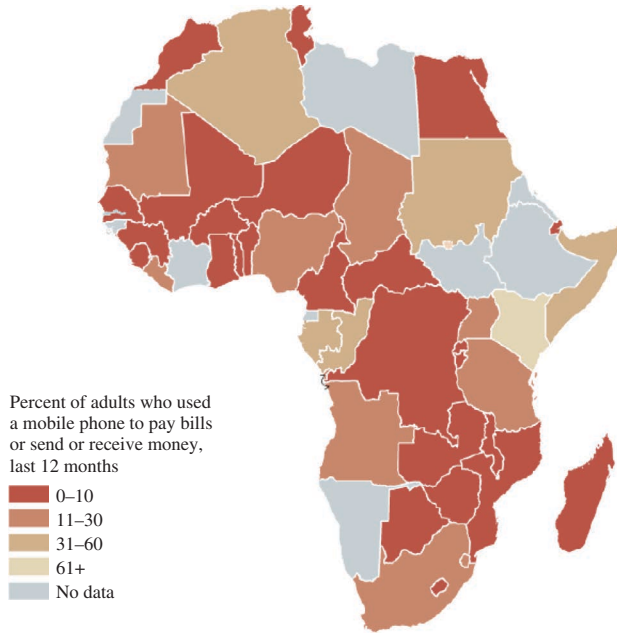 Percent of adults who used
a mobile phone to pay bills
or send or receive money,
last 12 months
0–10
11–30
31–60
61+
No data